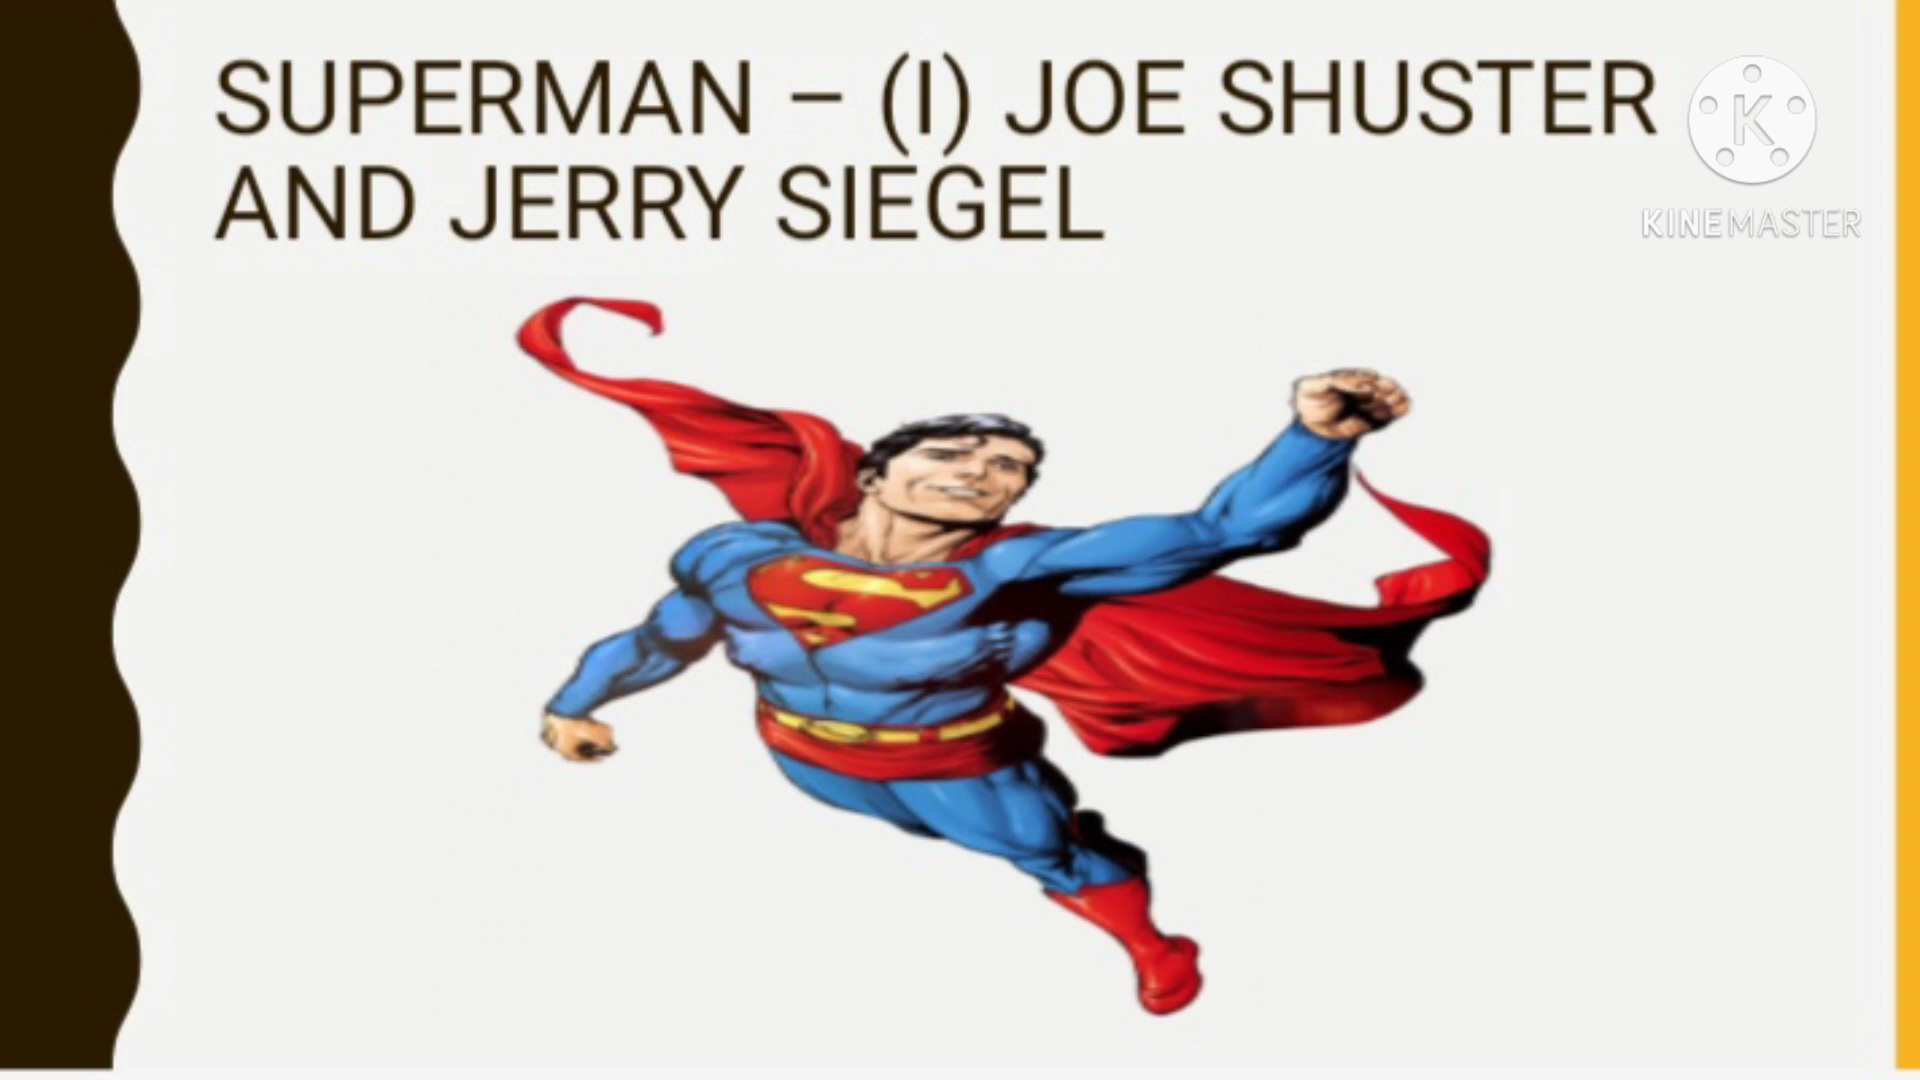 SUPERMAN – (I) JOE SHUSTER
AND JERRY SIEGEL
K
KINEMASTER
S